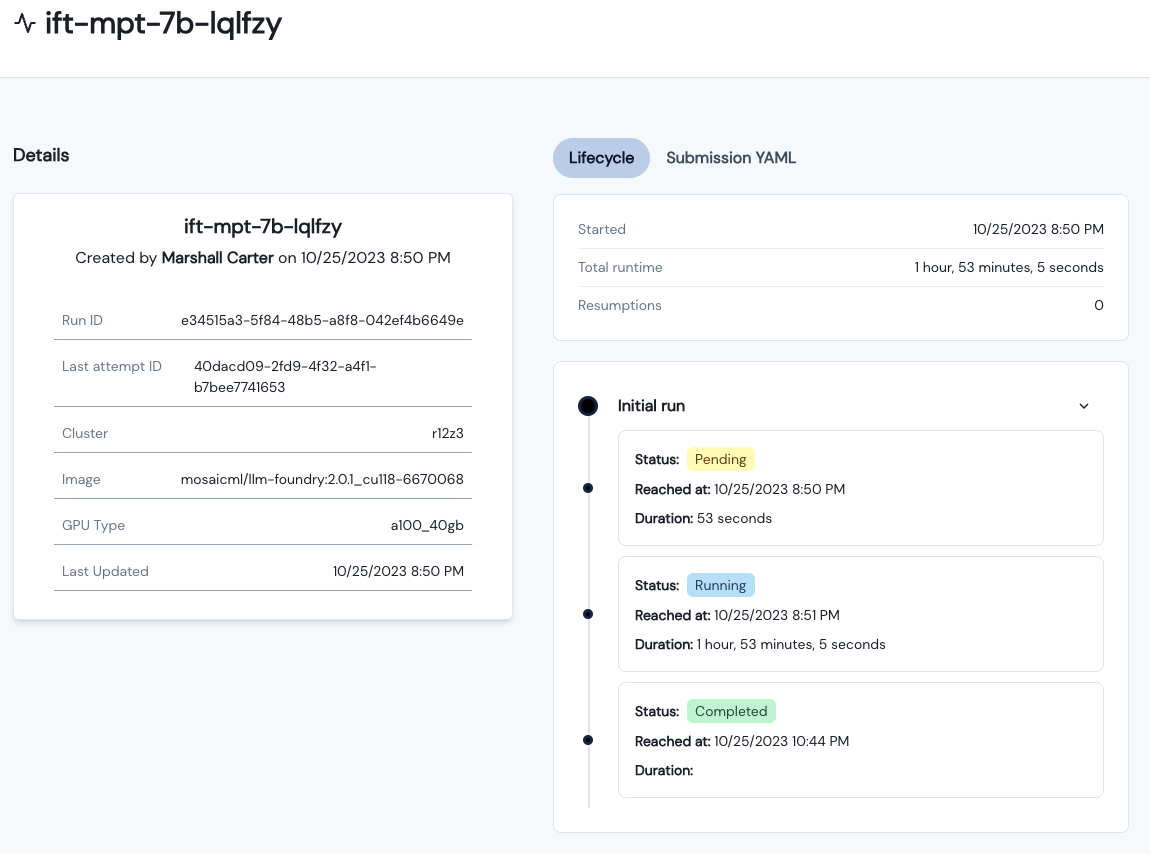 ift-mpt-7b-lqlfzy
Details
ift-mpt-7b-lqlfzy
Created by Marshall Carter on 10/25/2023 8:50 PM
Run ID e34515a3-5f84-48b5-a8f8-042ef4b6649e
Last attempt ID 40dacd09-2fd9-4f32-a4f1-
b7bee7741653
Cluster r12z3
Image mosaicml/llm-foundry:2.0.1_cu118-6670068
GPU Type a100_40gb
Last Updated 10/25/2023 8:50 PM
Lifecycle Submission YAML
Started 10/25/2023 8:50 PM
Total runtime 1 hour, 53 minutes, 5 seconds
Resumptions 0
Initial run
Status: Pending
Reached at: 10/25/2023 8:50 PM
Duration: 53 seconds
Status: Running
Reached at: 10/25/2023 8:51 PM
Duration: 1 hour, 53 minutes, 5 seconds
Status: Completed
Reached at: 10/25/2023 10:44 PM
Duration: